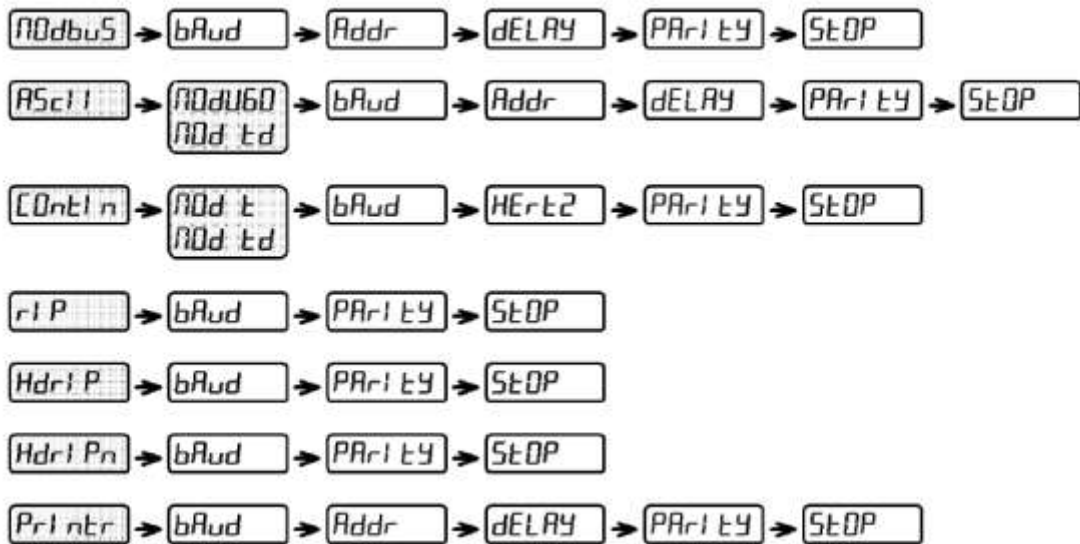 MOdbuS bAud Addr dELAY PArItY StOP
ASciI MOdU60 bAud Addr dELAY PArItY StOP
MOd td
COntIn MOd t bAud HErtZ PArItY StOP
MOd td
rIP bAud PArItY StOP
HdrIP bAud PArItY StOP
HdrIPn bAud PArItY StOP
PrIntr bAud Addr dELAY PArItY StOP